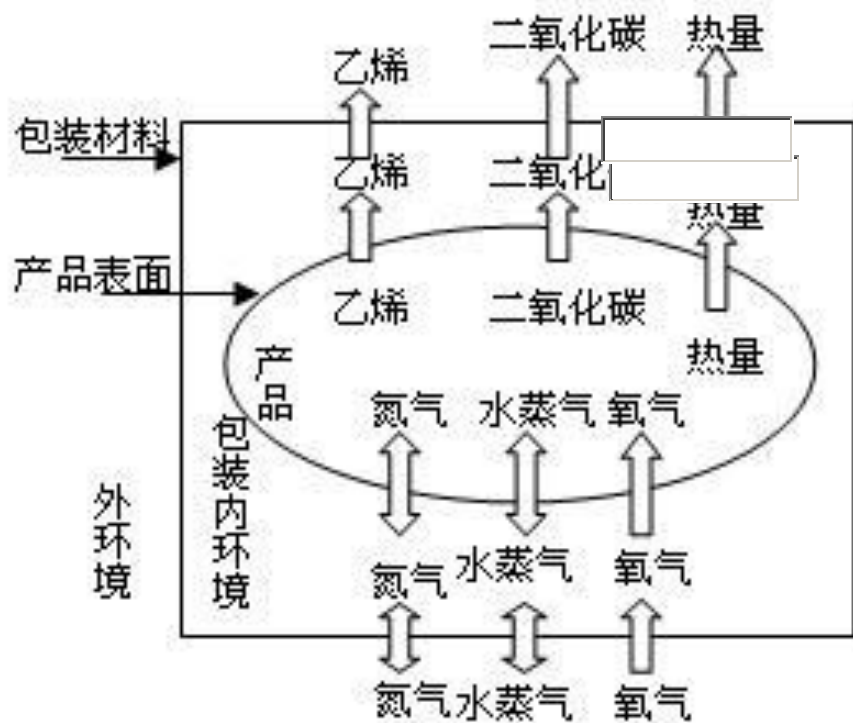 乙烯 二氧化碳 热量
包装材料
乙烯 二氧化
热量
产品表面
乙烯 二氧化碳
热量
产品
氮气 水蒸气 氧气
包装内环境
外环境
氮气 水蒸气 氧气
氮气 水蒸气 氧气